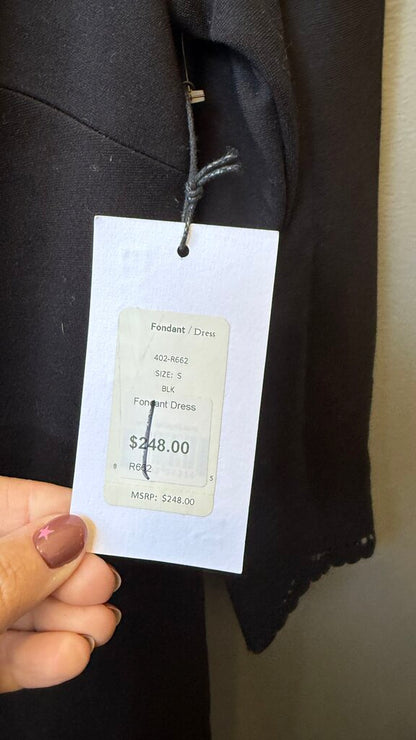 Fondant / Dress
402-R662
SIZE: S
BLK
Fondant Dress
$248.00
R662
MSRP: $248.00